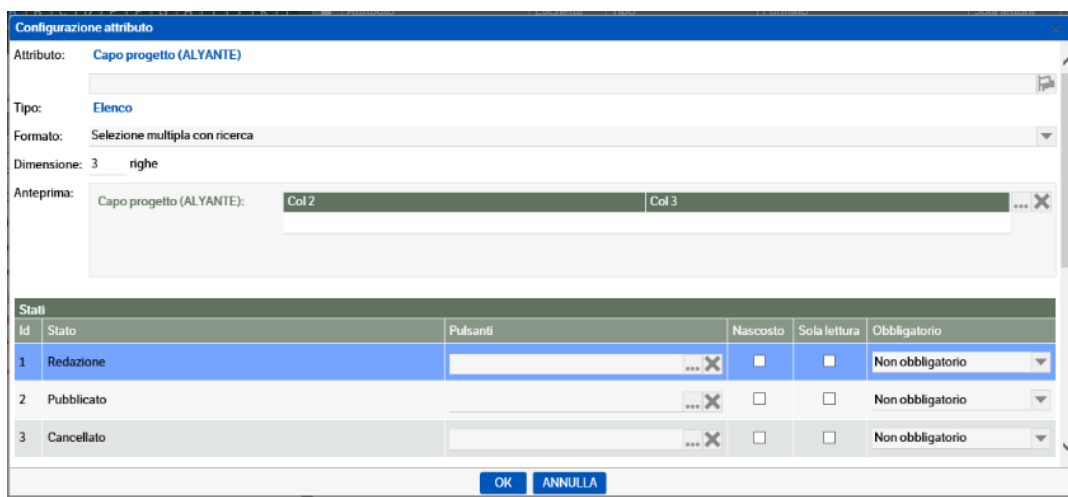 Configurazione attributo
Attributo: Capo progetto (ALYANTE)
Tipo: Elenco
Formato: Selezione multipla con ricerca
Dimensione: 3 righe
Anteprima: Capo progetto (ALYANTE): Col 2 Col 3 ...
Stati
Id Stato Pulsanti Nascosto Sola lettura Obbligatorio
1 Redazione ... Non obbligatorio
2 Pubblicato ... Non obbligatorio
3 Cancellato ... Non obbligatorio
OK ANNULLA